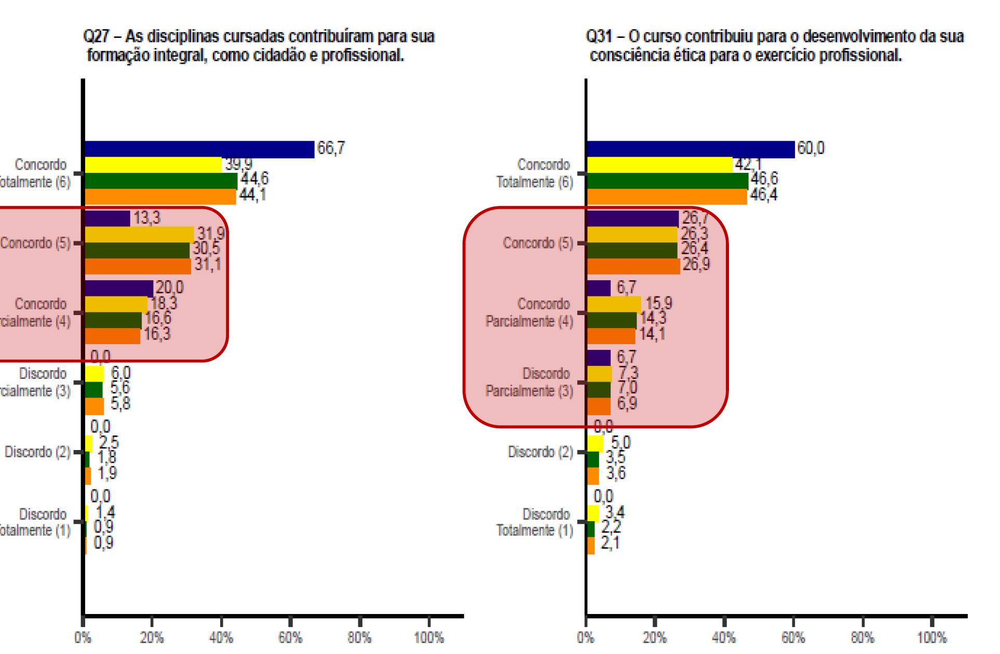 Q27 – As disciplinas cursadas contribuíram para sua
formação integral, como cidadão e profissional.
Concordo
Totalmente (6)
66,7
39,9
44,6
44,1
Concordo (5)
13,3
31,9
30,5
31,1
Concordo
rcialmente (4)
20,0
18,3
16,6
16,3
Discordo
rcialmente (3)
0,0
6,0
5,6
5,8
Discordo (2)
0,0
2,5
1,8
1,9
Discordo
Totalmente (1)
0,0
1,4
0,9
0,9
0%
20%
40%
60%
80%
100%
Q31 – O curso contribuiu para o desenvolvimento da sua
consciência ética para o exercício profissional.
Concordo
Totalmente (6)
60,0
42,1
46,6
46,4
Concordo (5)
26,7
26,3
26,4
26,9
Concordo
Parcialmente (4)
6,7
15,9
14,3
14,1
Discordo
Parcialmente (3)
6,7
7,3
7,0
6,9
Discordo (2)
0,0
5,0
3,5
3,6
Discordo
Totalmente (1)
0,0
3,4
2,2
2,1
0%
20%
40%
60%
80%
100%